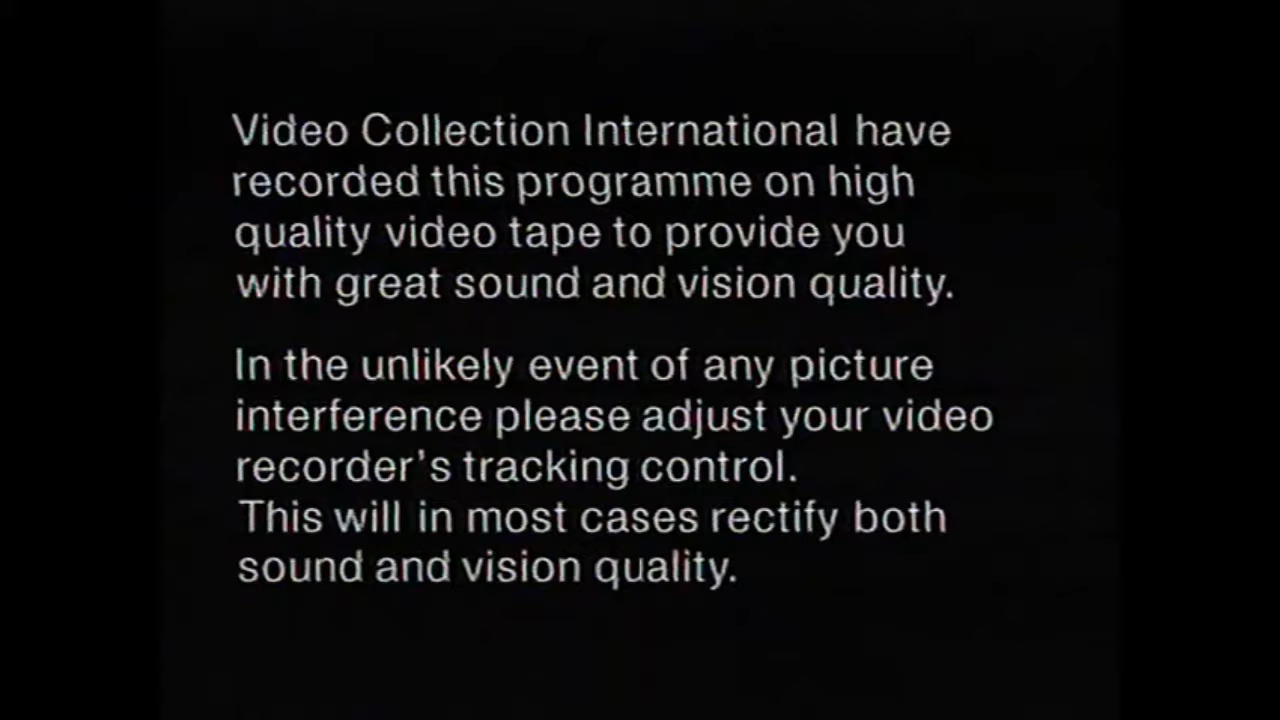 Video Collection International have
recorded this programme on high
quality video tape to provide you
with great sound and vision quality.
In the unlikely event of any picture
interference please adjust your video
recorder's tracking control.
This will in most cases rectify both
sound and vision quality.